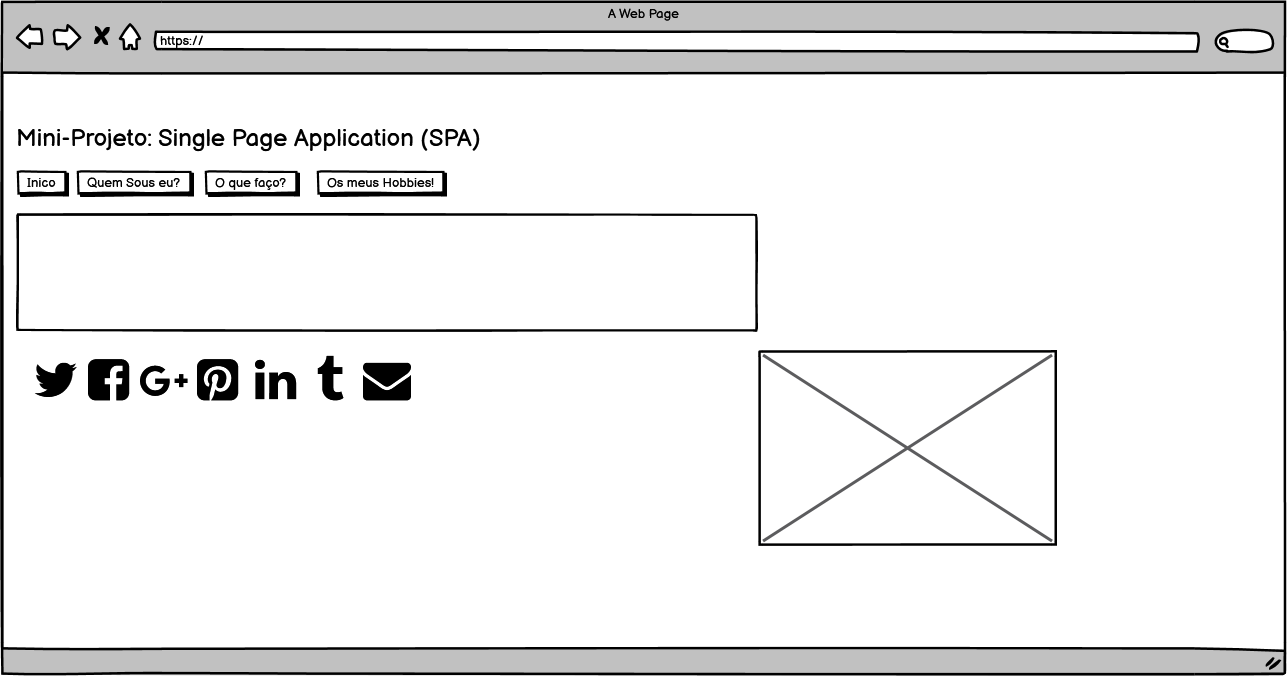 A Web Page
https://
Mini-Projeto: Single Page Application (SPA)
Inico
Quem Sous eu?
O que faço?
Os meus Hobbies!